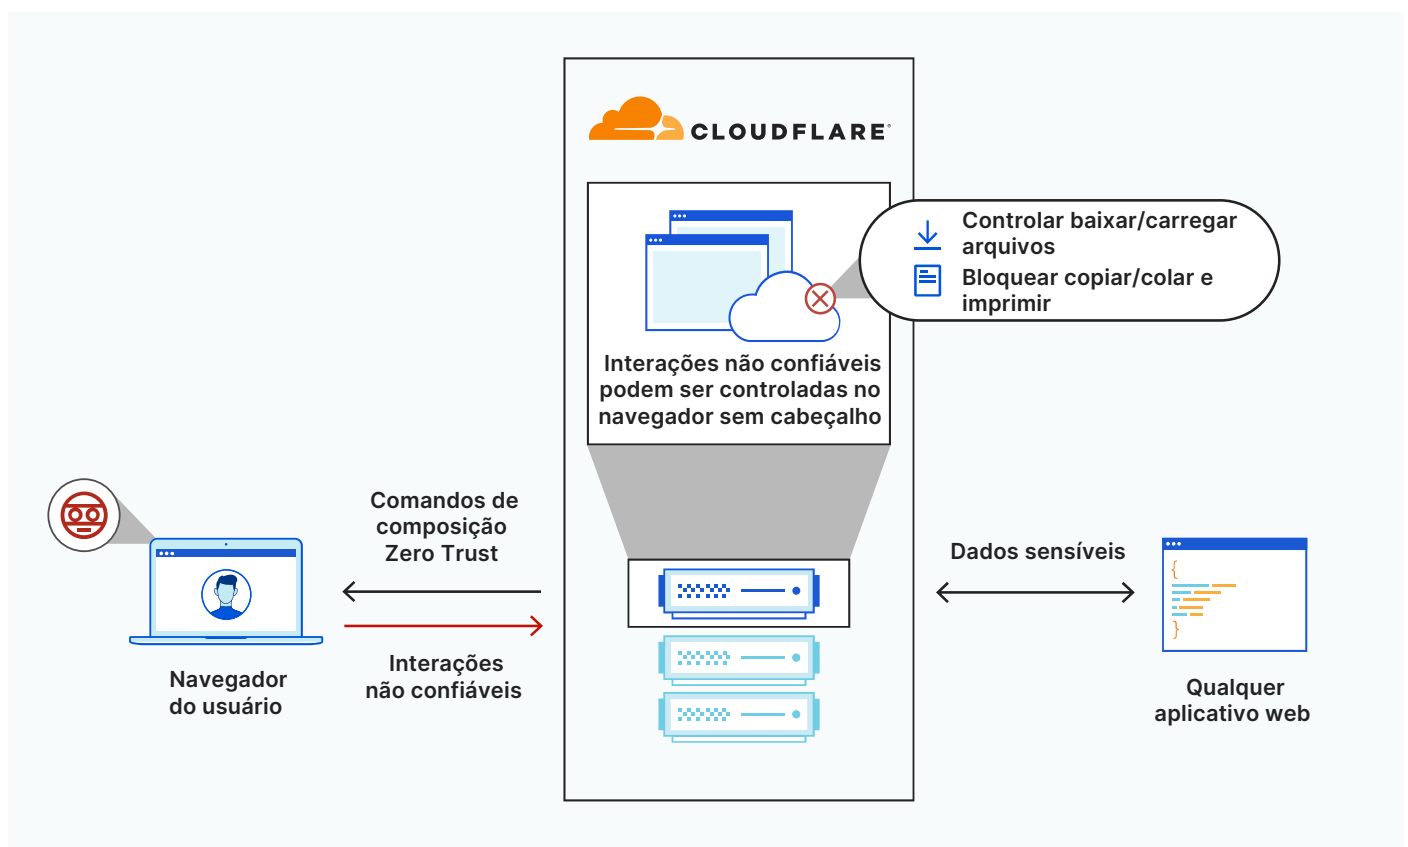 CLOUDFLARE
Controlar baixar/carregar
arquivos
Bloquear copiar/colar e
imprimir
Interações não confiáveis
podem ser controladas no
navegador sem cabeçalho
Comandos de
composição
Zero Trust
Interações
não confiáveis
Navegador
do usuário
Dados sensíveis
{
}
Qualquer
aplicativo web